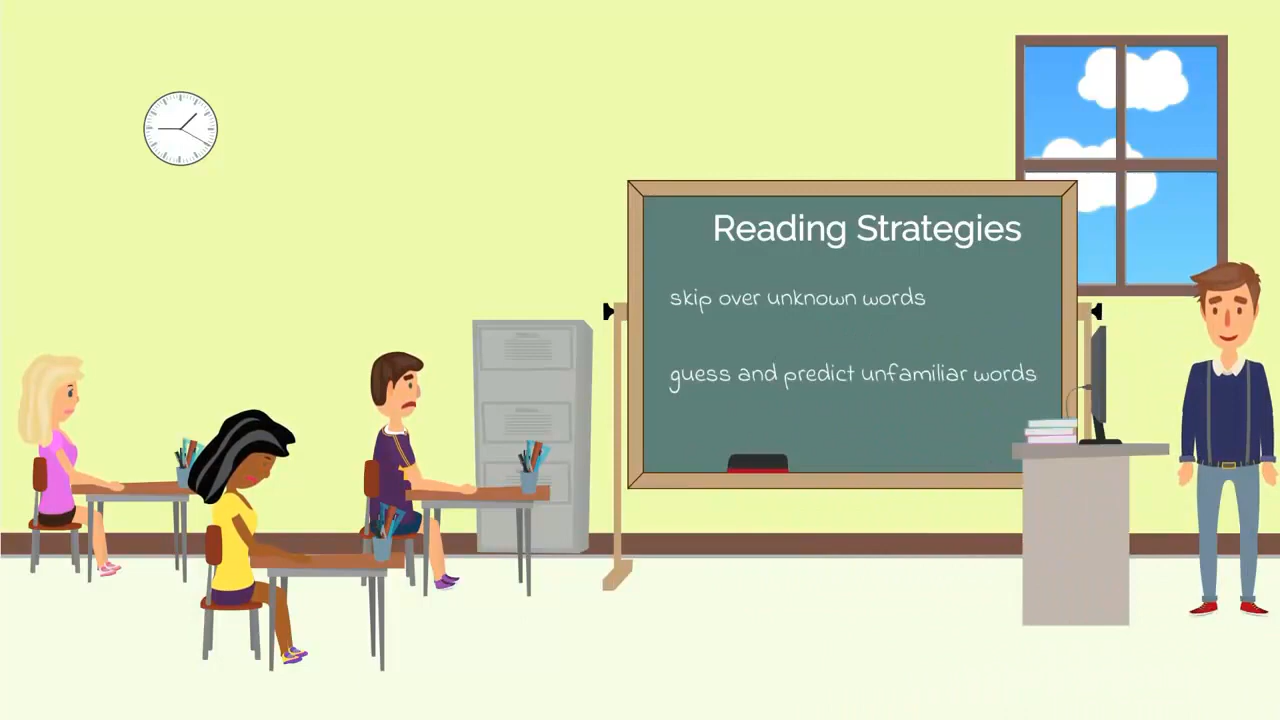 Reading Strategies
skip over unknown words
guess and predict unfamiliar words